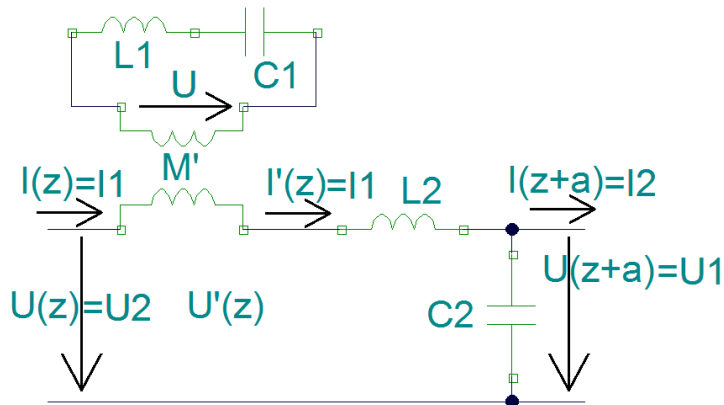 L1
C1
U
M'
I(z)=I1
I'(z)=I1
L2
I(z+a)=I2
U(z)=U2
U'(z)
C2
U(z+a)=U1